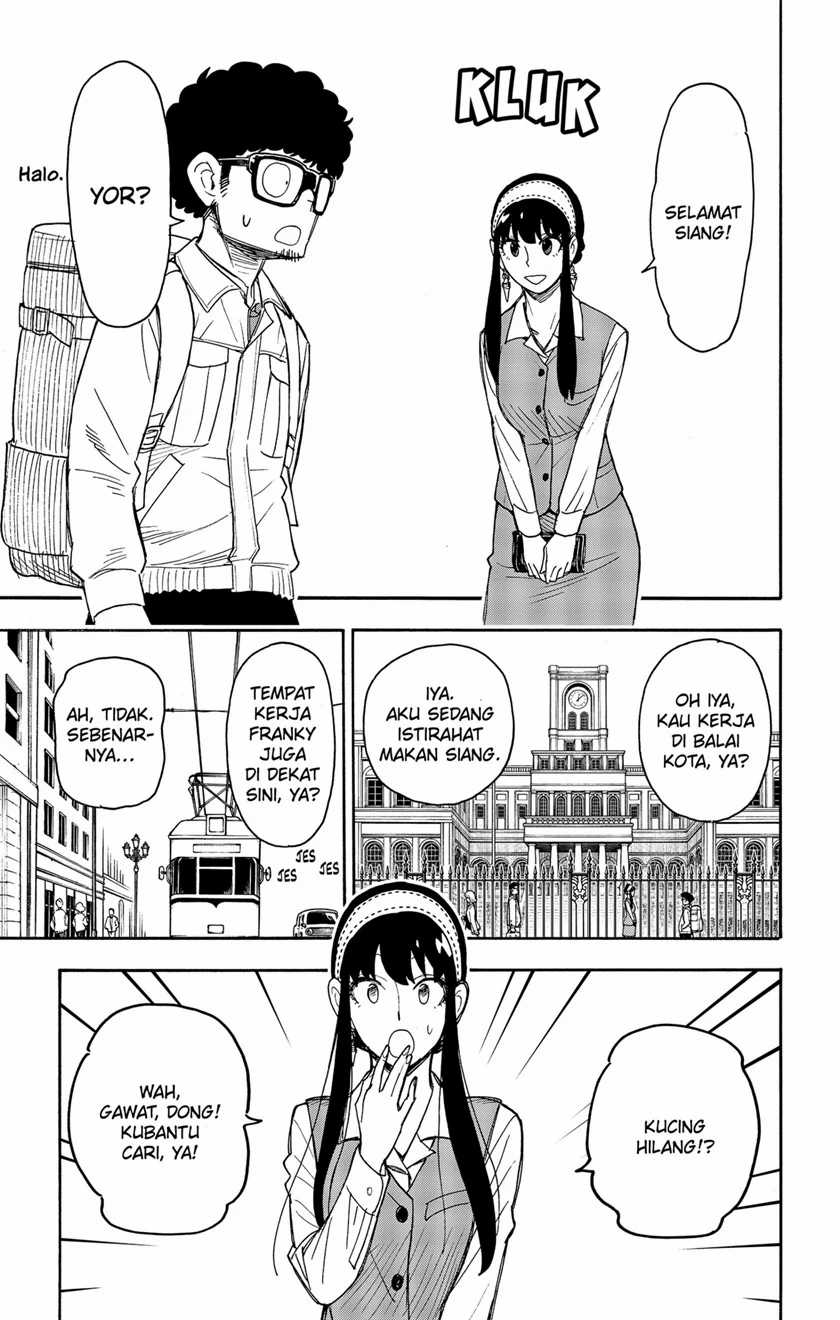 KLUK
SELAMAT
SIANG!
YOR?
Halo.
OH IYA,
KAU KERJA
DI BALAI
KOTA, YA?
IYA.
AKU SEDANG
ISTIRAHAT
MAKAN SIANG.
TEMPAT
KERJA
FRANKY
JUGA
DI DEKAT
SINI, YA?
AH, TIDAK.
SEBENAR-
NYA...
JES
JES
JES
JES
KUCING
HILANG!?
WAH,
GAWAT, DONG!
KUBANTU
CARI, YA!